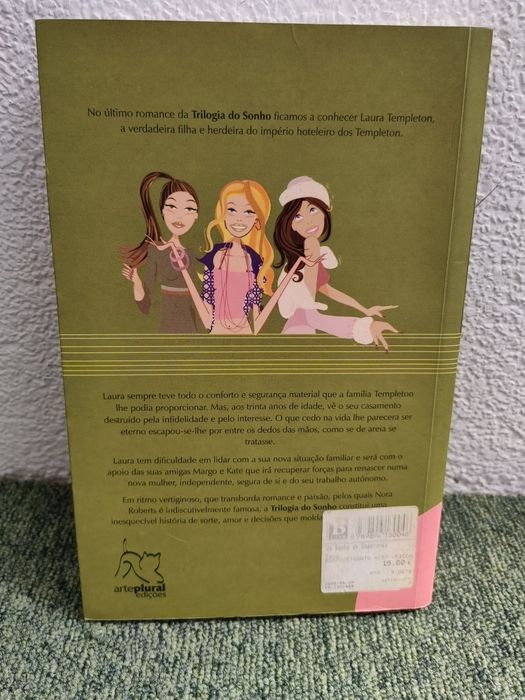 No último romance da Trilogia do Sonho ficamos a conhecer Laura Templeton,
a verdadeira filha e herdeira do império hoteleiro dos Templeton.
Laura sempre teve todo o conforto e segurança material que a família Templeton
lhe podia proporcionar. Mas, aos trinta anos de idade, vê o seu casamento
destruído pela infidelidade e pelo interesse. O que cedo na vida lhe parecera ser
eterno escapou-se-lhe por entre os dedos das mãos, como se de areia se
tratasse.
Laura tem dificuldade em lidar com a sua nova situação familiar e será com o
apoio das suas amigas Margo e Kate que irá recuperar forças para renascer numa
nova mulher, independente, segura de si e do seu trabalho autónomo.
Em ritmo vertiginoso, que transborda romance e paixão, pelos quais Nora
Roberts é iudiscutivelmente famosa, a Trilogia do Sonho constitui uma
inesquecível história de sorte, amor e decisões que
B
19.00 €
arteplural
edições